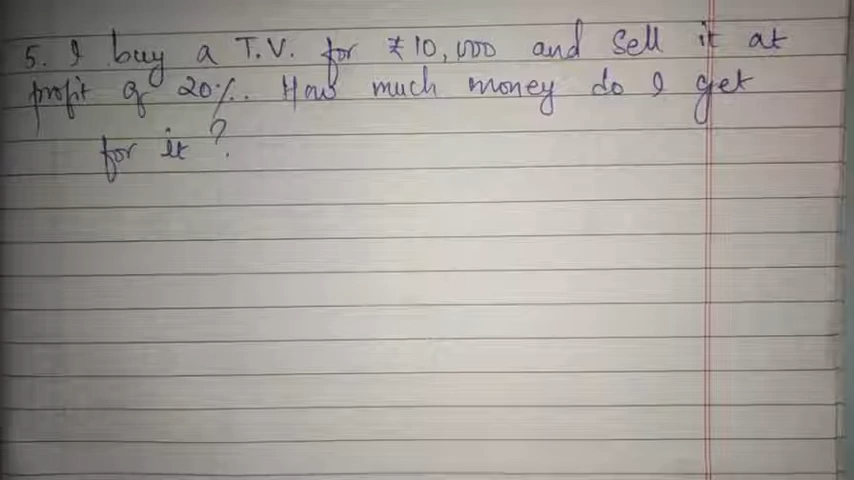 5. I buy a T.V. for ₹10,000 and sell it at
profit of 20%. How much money do I get
for it?